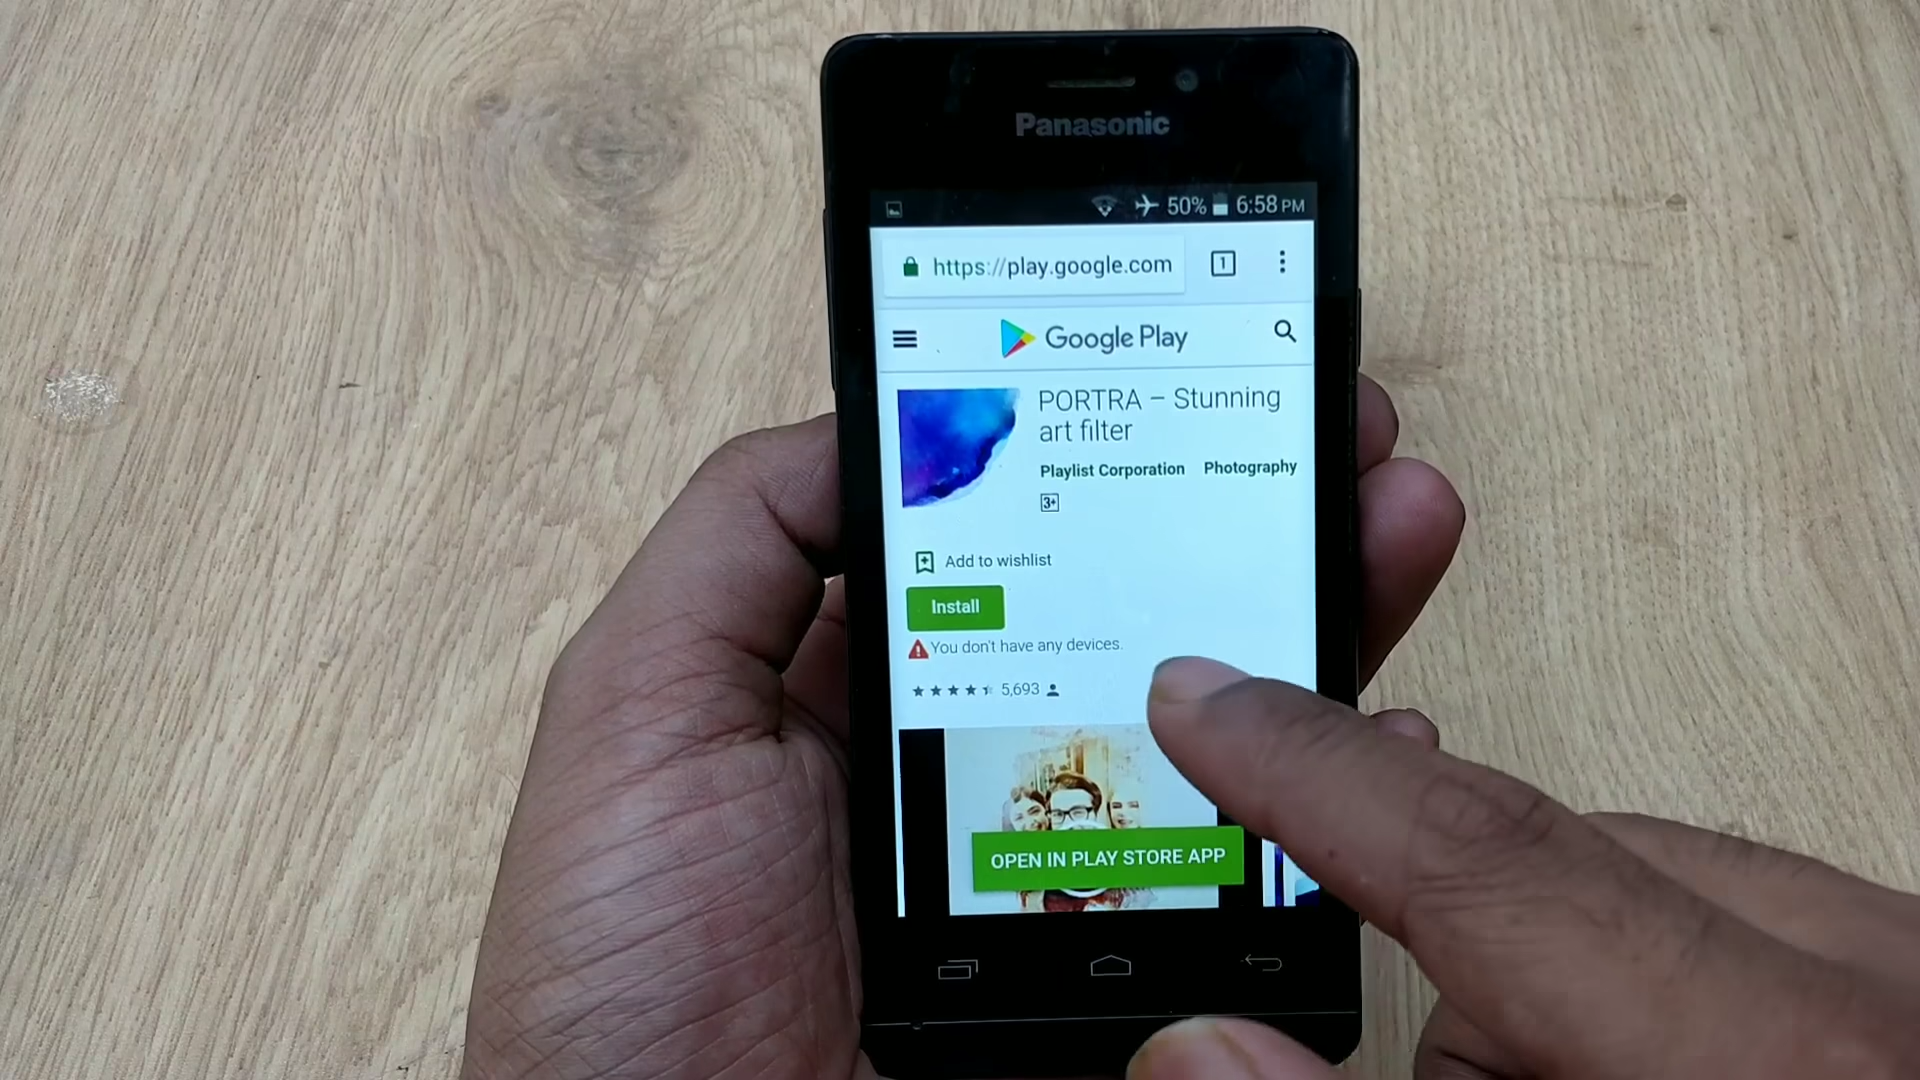 Panasonic
50% 6:58 PM
https://play.google.com 1
Google Play
PORTRA – Stunning
art filter
Playlist Corporation Photography
3+
Add to wishlist
Install
You don't have any devices.
5,693
OPEN IN PLAY STORE APP